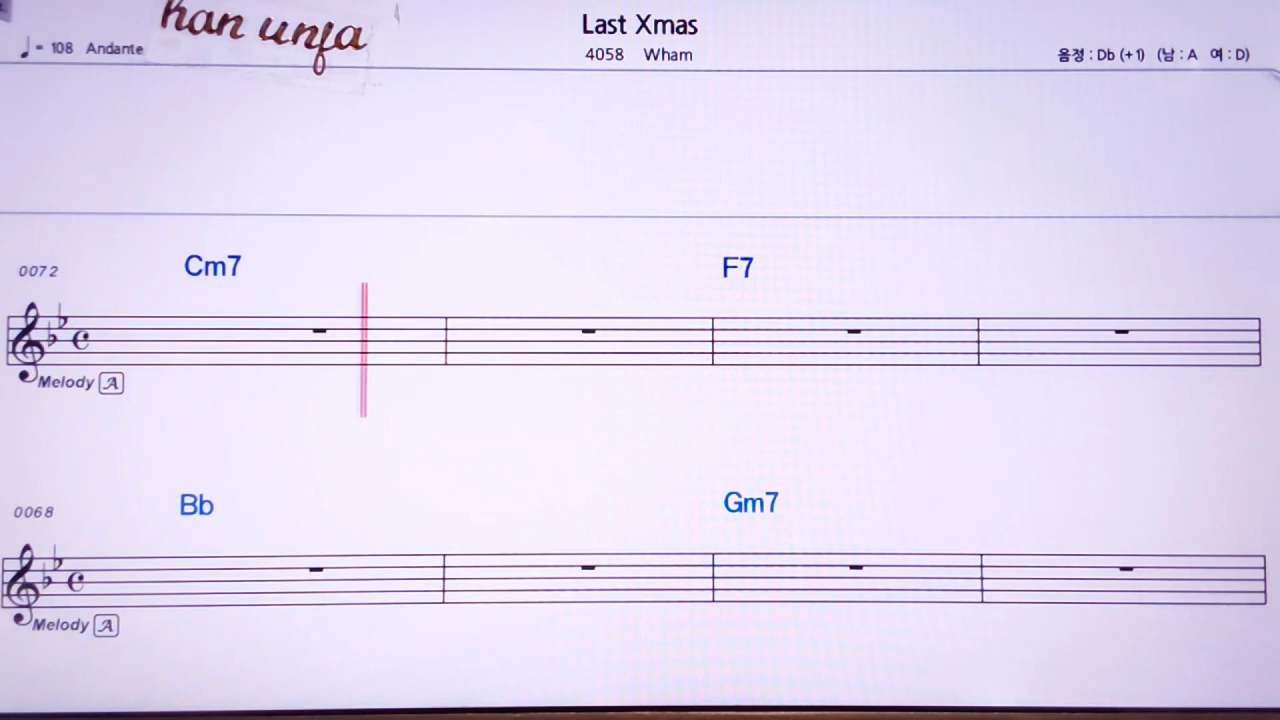 han unfa
Last Xmas
♩= 108 Andante
4058 Wham
음정 : Db (+1) (남 : A 여 : D)
0072
Cm7
F7
Melody A
0068
Bb
Gm7
Melody A